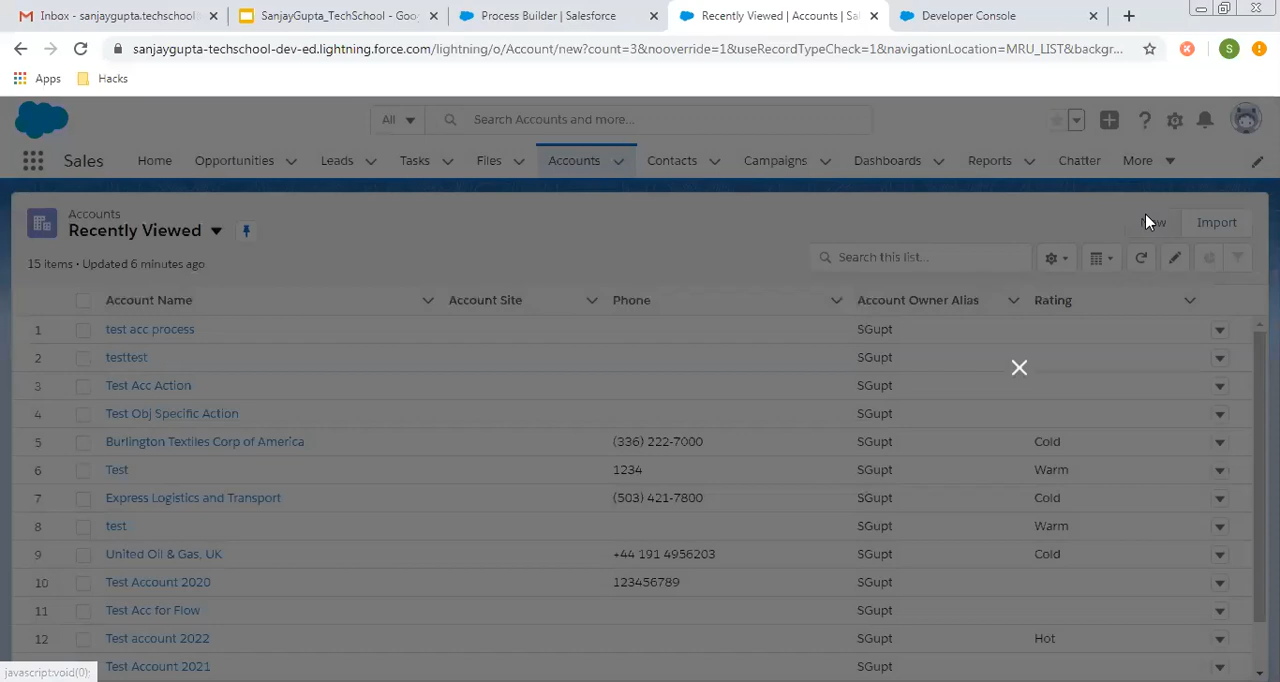 Inbox - sanjaygupta.techschool
SanjayGupta_TechSchool - Goo
Process Builder | Salesforce
Recently Viewed | Accounts | Sal
Developer Console
sanjaygupta-techschool-dev-ed.lightning.force.com/lightning/o/Account/new?count=3&nooverride=1&useRecordTypeCheck=1&navigationLocation=MRU_LIST&backgr...
S
Apps
Hacks
All
Search Accounts and more...
Sales
Home
Opportunities
Leads
Tasks
Files
Accounts
Contacts
Campaigns
Dashboards
Reports
Chatter
More
Accounts
Recently Viewed
New
Import
15 items • Updated 6 minutes ago
Search this list...
Account Name
Account Site
Phone
Account Owner Alias
Rating
1 test acc process SGupt
2 testtest SGupt
3 Test Acc Action SGupt
4 Test Obj Specific Action SGupt
5 Burlington Textiles Corp of America (336) 222-7000 SGupt Cold
6 Test 1234 SGupt Warm
7 Express Logistics and Transport (503) 421-7800 SGupt Cold
8 test SGupt Warm
9 United Oil & Gas, UK +44 191 4956203 SGupt Cold
10 Test Account 2020 123456789 SGupt
11 Test Acc for Flow SGupt
12 Test account 2022 SGupt Hot
Test Account 2021 SGupt
javascript:void(0);